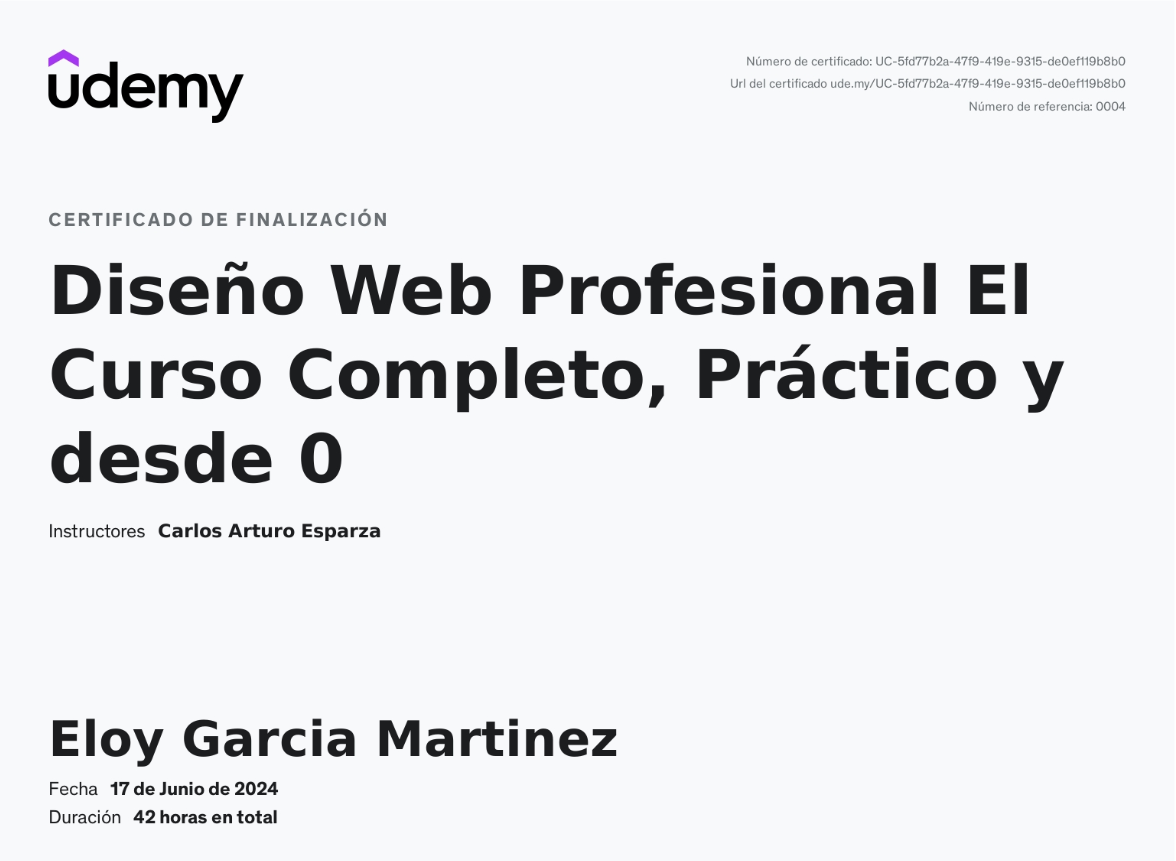 udemy
Número de certificado: UC-5fd77b2a-47f9-419e-9315-de0ef119b8b0
Url del certificado ude.my/UC-5fd77b2a-47f9-419e-9315-de0ef119b8b0
Número de referencia: 0004
CERTIFICADO DE FINALIZACIÓN
Diseño Web Profesional El
Curso Completo, Práctico y
desde 0
Instructores Carlos Arturo Esparza
Eloy Garcia Martinez
Fecha 17 de Junio de 2024
Duración 42 horas en total